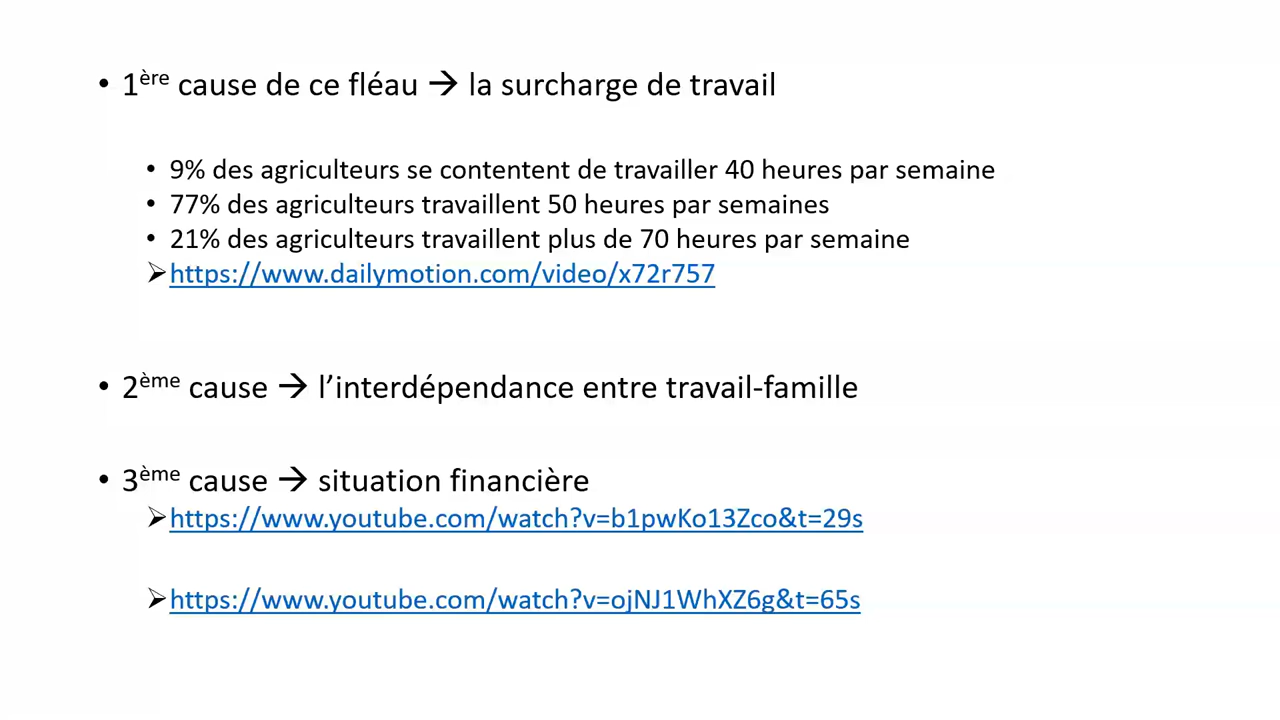 • 1ère cause de ce fléau → la surcharge de travail
• 9% des agriculteurs se contentent de travailler 40 heures par semaine
• 77% des agriculteurs travaillent 50 heures par semaines
• 21% des agriculteurs travaillent plus de 70 heures par semaine
➢https://www.dailymotion.com/video/x72r757
• 2ème cause → l’interdépendance entre travail-famille
• 3ème cause → situation financière
➢https://www.youtube.com/watch?v=b1pwKo13Zco&t=29s
➢https://www.youtube.com/watch?v=ojNJ1WhXZ6g&t=65s